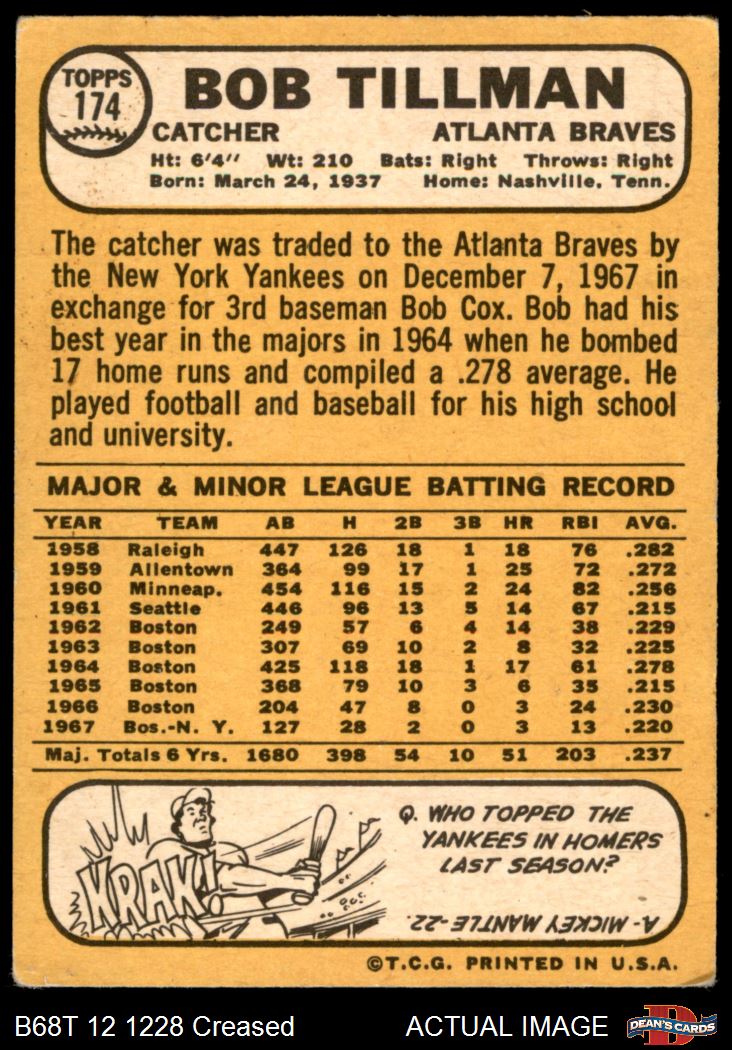 TOPPS
174
BOB TILLMAN
CATCHER ATLANTA BRAVES
Ht: 6'4" Wt: 210 Bats: Right Throws: Right
Born: March 24, 1937 Home: Nashville, Tenn.
The catcher was traded to the Atlanta Braves by
the New York Yankees on December 7, 1967 in
exchange for 3rd baseman Bob Cox. Bob had his
best year in the majors in 1964 when he bombed
17 home runs and compiled a .278 average. He
played football and baseball for his high school
and university.
MAJOR & MINOR LEAGUE BATTING RECORD
YEAR TEAM AB H 2B 3B HR RBI AVG.
1958 Raleigh 447 126 18 1 18 76 .282
1959 Allentown 364 99 17 1 25 72 .272
1960 Minneap. 454 116 15 2 24 82 .256
1961 Seattle 446 96 13 5 14 67 .215
1962 Boston 249 57 6 4 14 38 .229
1963 Boston 307 69 10 2 8 32 .225
1964 Boston 425 118 18 1 17 61 .278
1965 Boston 368 79 10 3 6 35 .215
1966 Boston 204 47 8 0 3 24 .230
1967 Bos.-N. Y. 127 28 2 0 3 13 .220
Maj. Totals 6 Yrs. 1680 398 54 10 51 203 .237
KRAK!
Q. WHO TOPPED THE
YANKEES IN HOMERS
LAST SEASON?
A- MICKEY MANTLE-22.
©T.C.G. PRINTED IN U.S.A.
B68T 12 1228 Creased ACTUAL IMAGE
D
DEAN'S CARDS